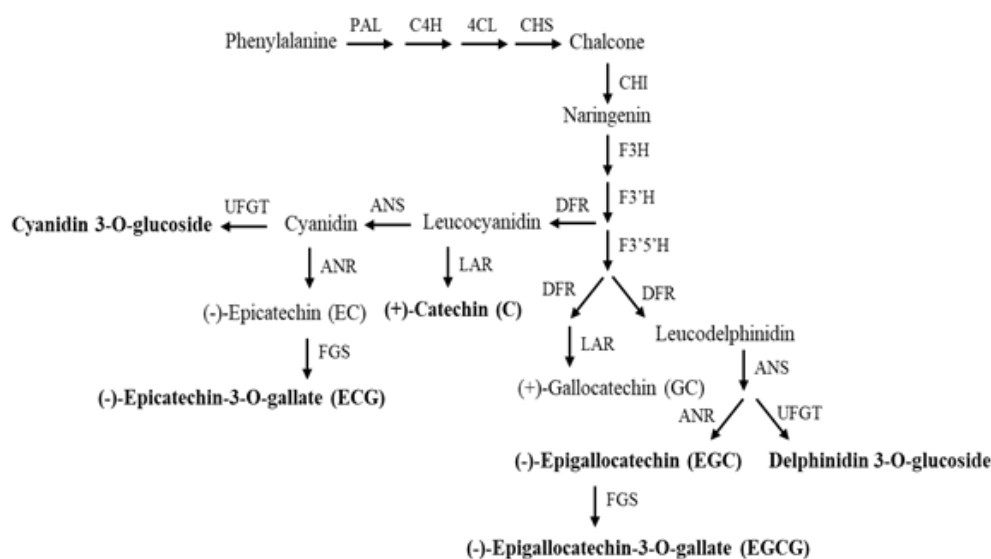 PAL C4H 4CL CHS
Phenylalanine Chalcone
CHI
Naringenin
F3H
F3'H
UFGT ANS DFR
Cyanidin 3-O-glucoside Cyanidin Leucocyanidin
F3'5'H
ANR LAR
DFR DFR
(-)-Epicatechin (EC) (+)-Catechin (C)
Leucodelphinidin
FGS LAR
ANS
(+)-Gallocatechin (GC)
(-)-Epicatechin-3-O-gallate (ECG)
ANR UFGT
(-)-Epigallocatechin (EGC) Delphinidin 3-O-glucoside
FGS
(-)-Epigallocatechin-3-O-gallate (EGCG)